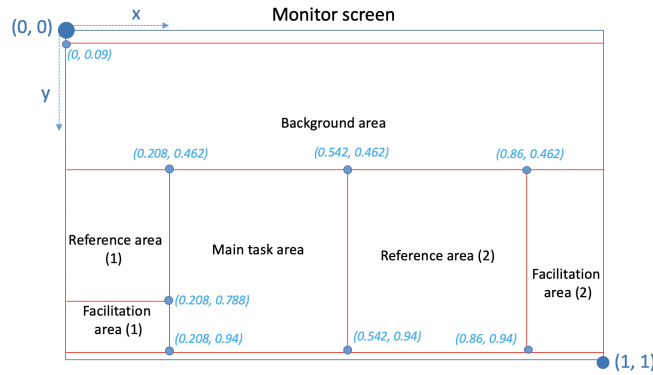 Monitor screen
(0, 0)
x
(0, 0.09)
y
Background area
(0.208, 0.462)
(0.542, 0.462)
(0.86, 0.462)
Reference area
(1)
Main task area
Reference area (2)
Facilitation
area (2)
(0.208, 0.788)
Facilitation
area (1)
(0.208, 0.94)
(0.542, 0.94)
(0.86, 0.94)
(1, 1)